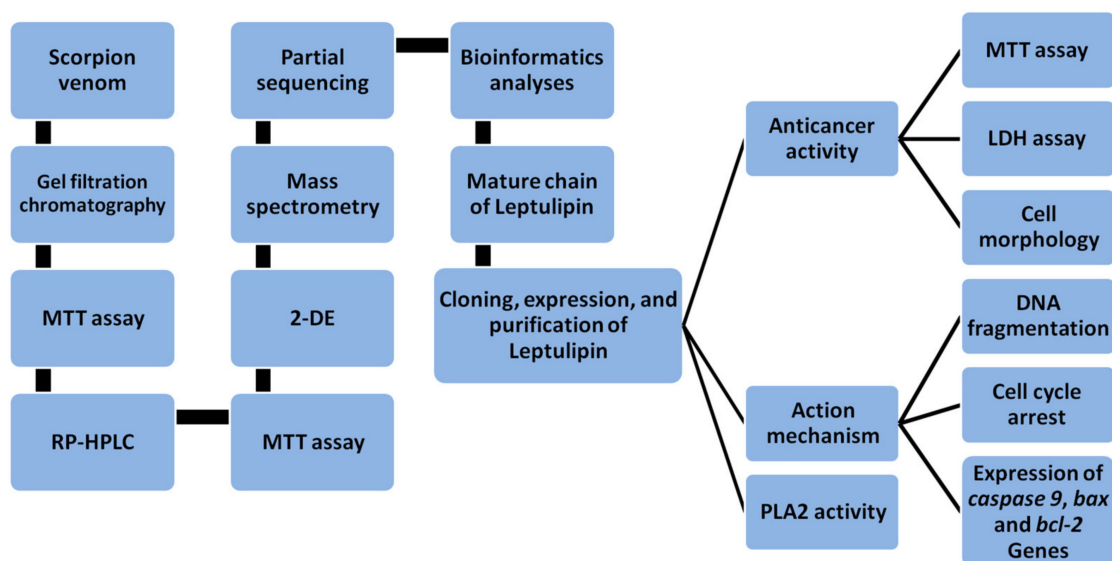 Scorpion
venom
Gel filtration
chromatography
MTT assay
RP-HPLC
MTT assay
2-DE
Mass
spectrometry
Partial
sequencing
Bioinformatics
analyses
Mature chain
of Leptulipin
Cloning, expression, and
purification of
Leptulipin
Anticancer
activity
MTT assay
LDH assay
Cell
morphology
Action
mechanism
DNA
fragmentation
Cell cycle
arrest
Expression of
caspase 9, bax
and bcl-2
Genes
PLA2 activity